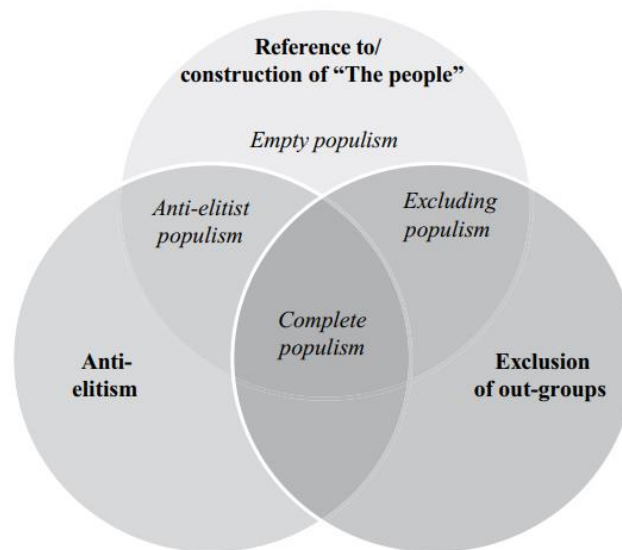 Reference to/
construction of “The people”
Empty populism
Anti-elitist
populism
Excluding
populism
Complete
populism
Anti-
elitism
Exclusion
of out-groups